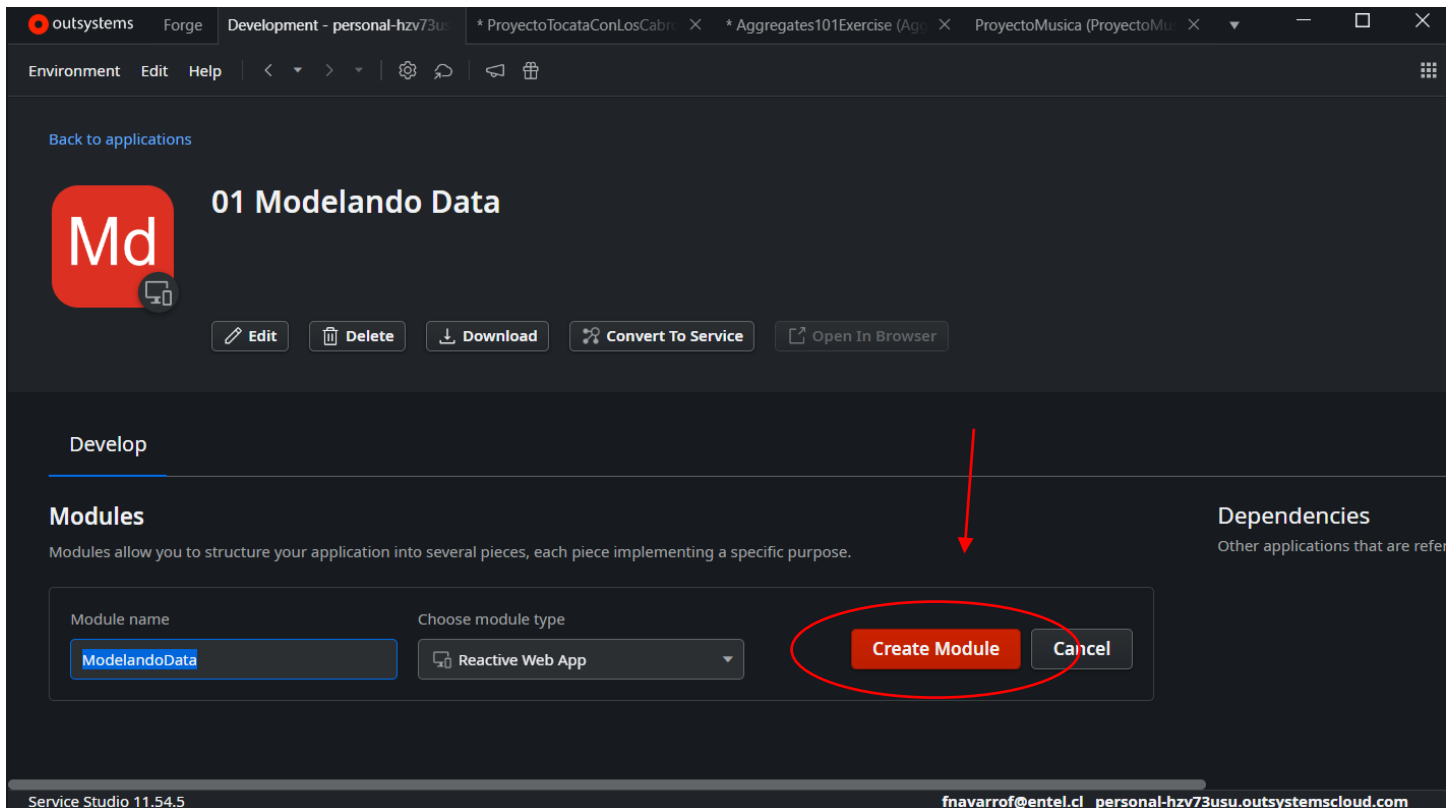 outsystems Forge Development - personal-hzv73us * ProyectoTocataConLosCabro * Aggregates101Exercise (Agg ProyectoMusica (ProyectoMu
Environment Edit Help
Back to applications
Md
01 Modelando Data
Edit Delete Download Convert To Service Open In Browser
Develop
Modules
Modules allow you to structure your application into several pieces, each piece implementing a specific purpose.
Module name Choose module type
ModelandoData Reactive Web App Create Module Cancel
Dependencies
Other applications that are refer
Service Studio 11.54.5 fnavarrof@entel.cl personal-hzv73usu.outsystemscloud.com